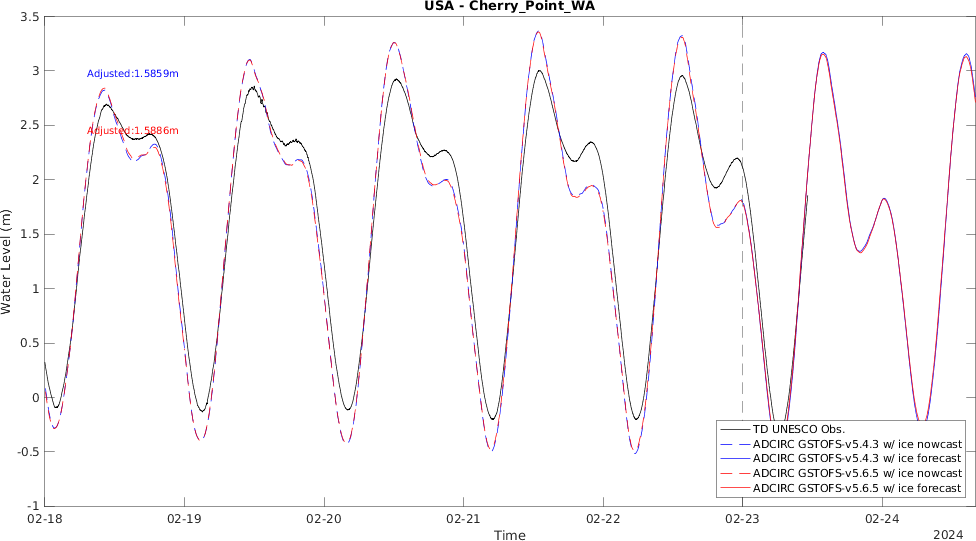 USA - Cherry_Point_WA
3.5
3
2.5
2
1.5
1
0.5
0
-0.5
-1
Water Level (m)
Adjusted:1.5859m
Adjusted:1.5886m
TD UNESCO Obs.
ADCIRC GSTOFS-v5.4.3 w/ ice nowcast
ADCIRC GSTOFS-v5.4.3 w/ ice forecast
ADCIRC GSTOFS-v5.6.5 w/ ice nowcast
ADCIRC GSTOFS-v5.6.5 w/ ice forecast
02-18 02-19 02-20 02-21 02-22 02-23 02-24
Time
2024